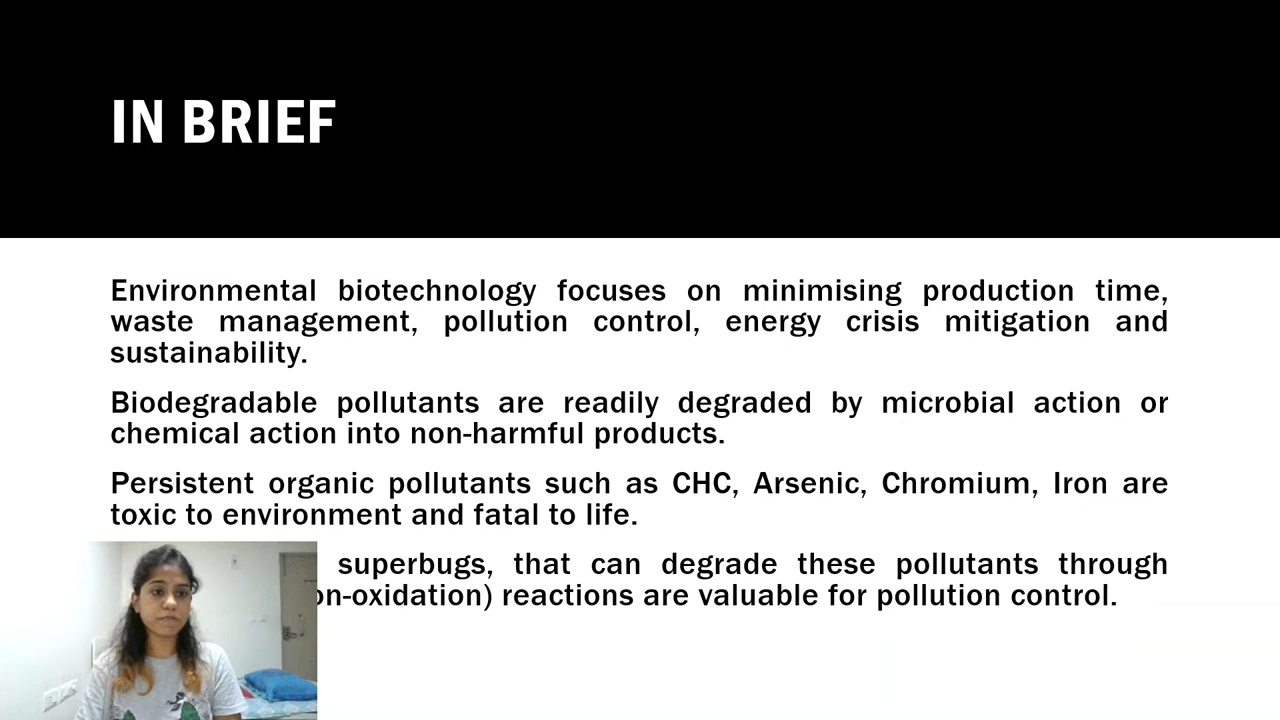 IN BRIEF
Environmental biotechnology focuses on minimising production time,
waste management, pollution control, energy crisis mitigation and
sustainability.
Biodegradable pollutants are readily degraded by microbial action or
chemical action into non-harmful products.
Persistent organic pollutants such as CHC, Arsenic, Chromium, Iron are
toxic to environment and fatal to life.
superbugs, that can degrade these pollutants through
on-oxidation) reactions are valuable for pollution control.